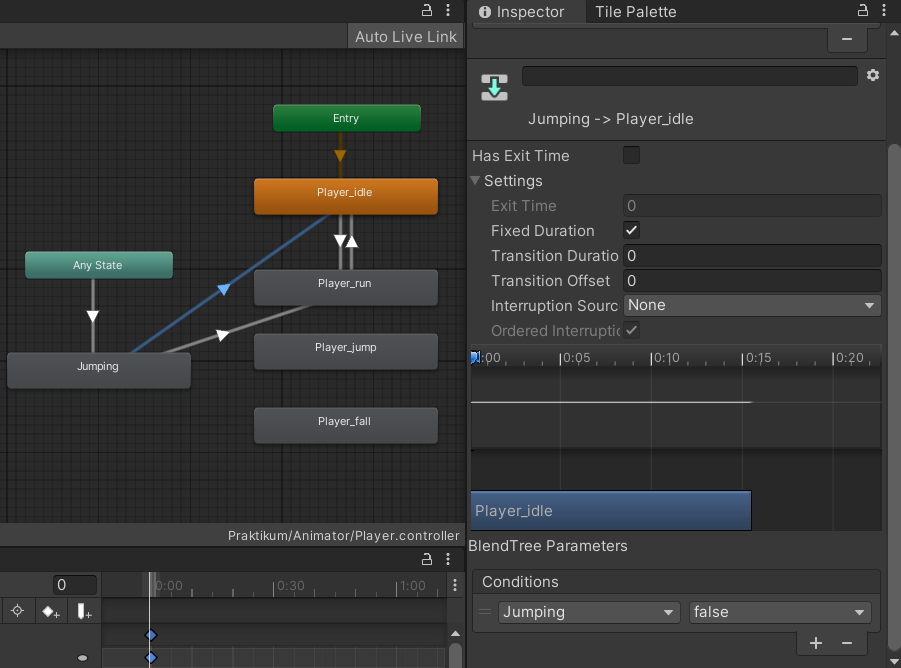 Inspector
Tile Palette
Auto Live Link
Entry
Player_idle
Any State
Player_run
Player_jump
Jumping
Player_fall
Praktikum/Animator/Player.controller
0
0:00
0:30
1:00
Jumping -> Player_idle
Has Exit Time
Settings
Exit Time 0
Fixed Duration
Transition Duratio 0
Transition Offset 0
Interruption Sourc None
Ordered Interruptic
:00 0:05 0:10 0:15 0:20
Player_idle
BlendTree Parameters
Conditions
Jumping false